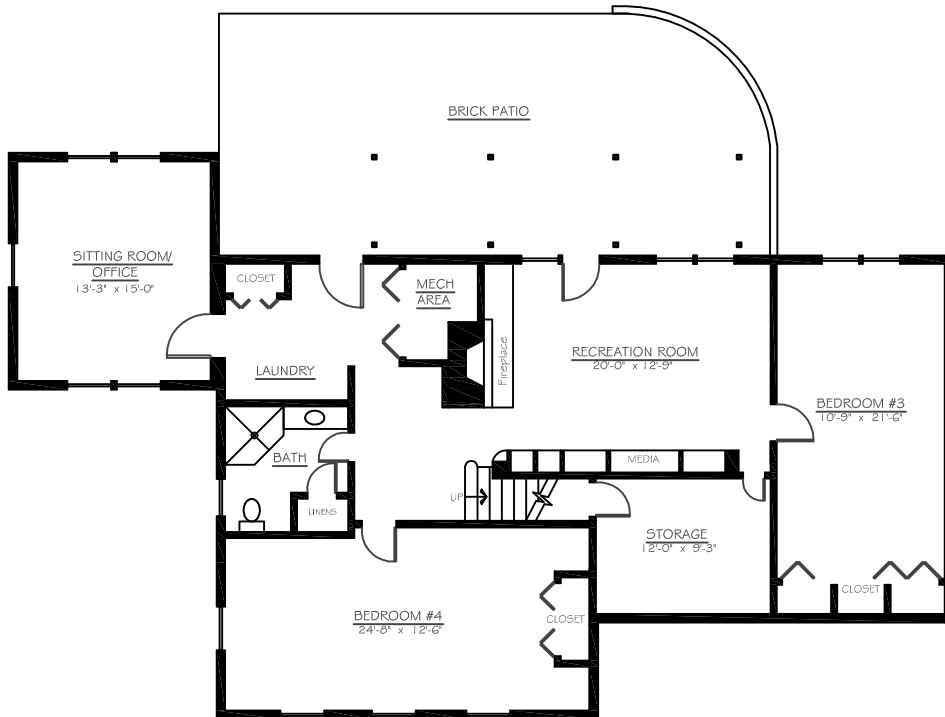 BRICK PATIO
SITTING ROOM/
OFFICE
13'-3" x 15'-0"
CLOSET
MECH
AREA
LAUNDRY
Fireplace
RECREATION ROOM
20'-0" x 12'-9"
BEDROOM #3
10'-9" x 21'-6"
BATH
MEDIA
UP
LINENS
STORAGE
12'-0" x 9'-3"
BEDROOM #4
24'-8" x 12'-6"
CLOSET
CLOSET